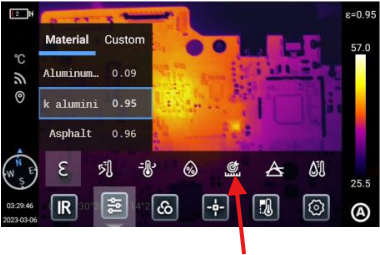 2
H
ε=0.95
Material Custom
57.0
°C
Aluminum… 0.09
k alumini 0.95
Asphalt 0.96
N
W E
S
ε
%
25.5
03:29:46
2023-03-06
IR
A